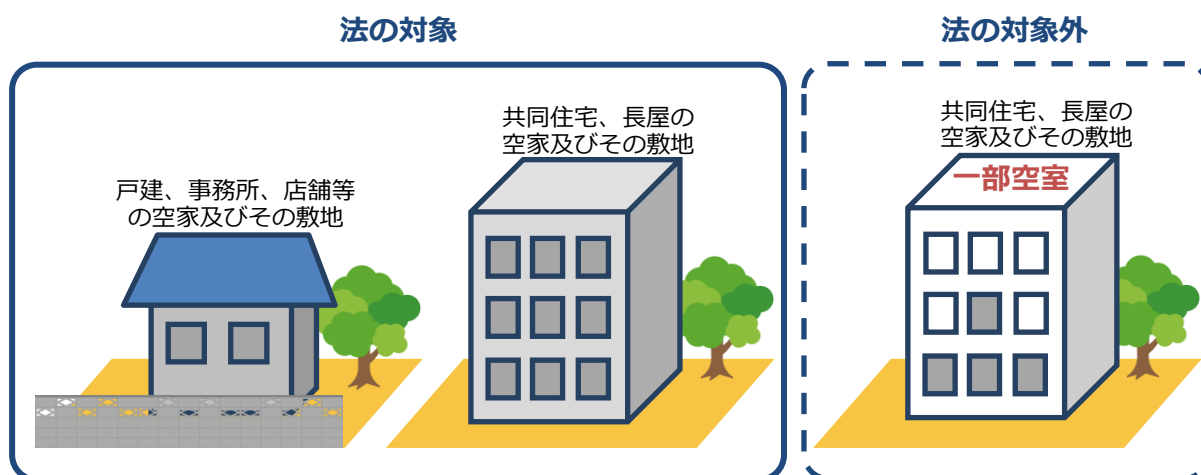 法の対象
戸建、事務所、店舗等
の空家及びその敷地
共同住宅、長屋の
空家及びその敷地
法の対象外
共同住宅、長屋の
空家及びその敷地
一部空室